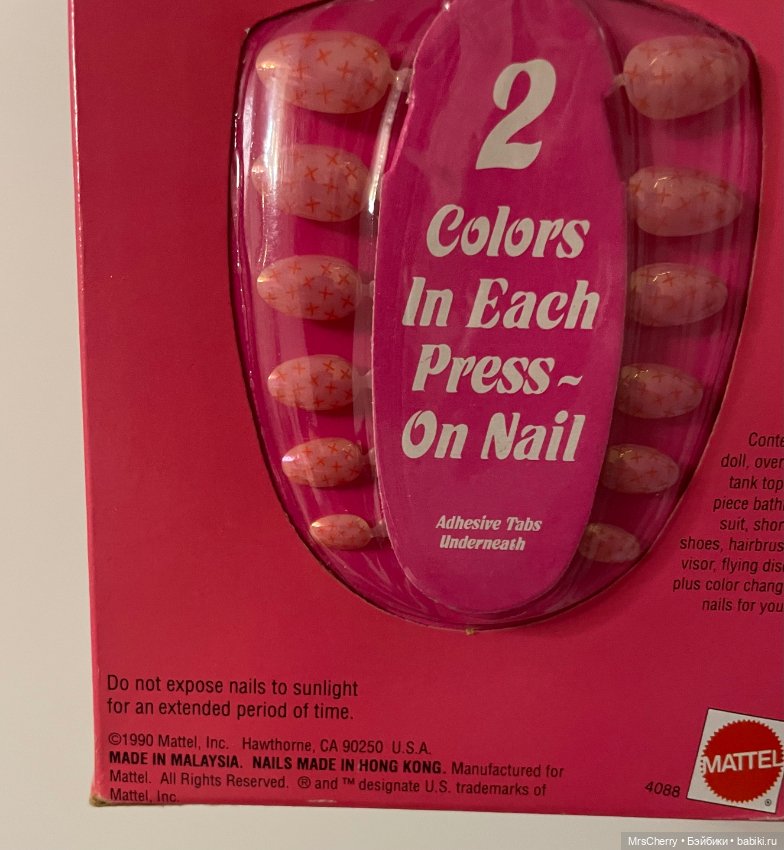 2
Colors
In Each
Press~
On Nail
Adhesive Tabs
Underneath
Conte
doll, over
tank top
piece bath
suit, shor
shoes, hairbrus
visor, flying dis
plus color chang
nails for you
Do not expose nails to sunlight
for an extended period of time.
©1990 Mattel, Inc. Hawthorne, CA 90250 U.S.A.
MADE IN MALAYSIA. NAILS MADE IN HONG KONG. Manufactured for
Mattel. All Rights Reserved. ® and ™ designate U.S. trademarks of
Mattel, Inc.
4088
MATTEL
®
MrsCherry • Бэйбики • babiki.ru